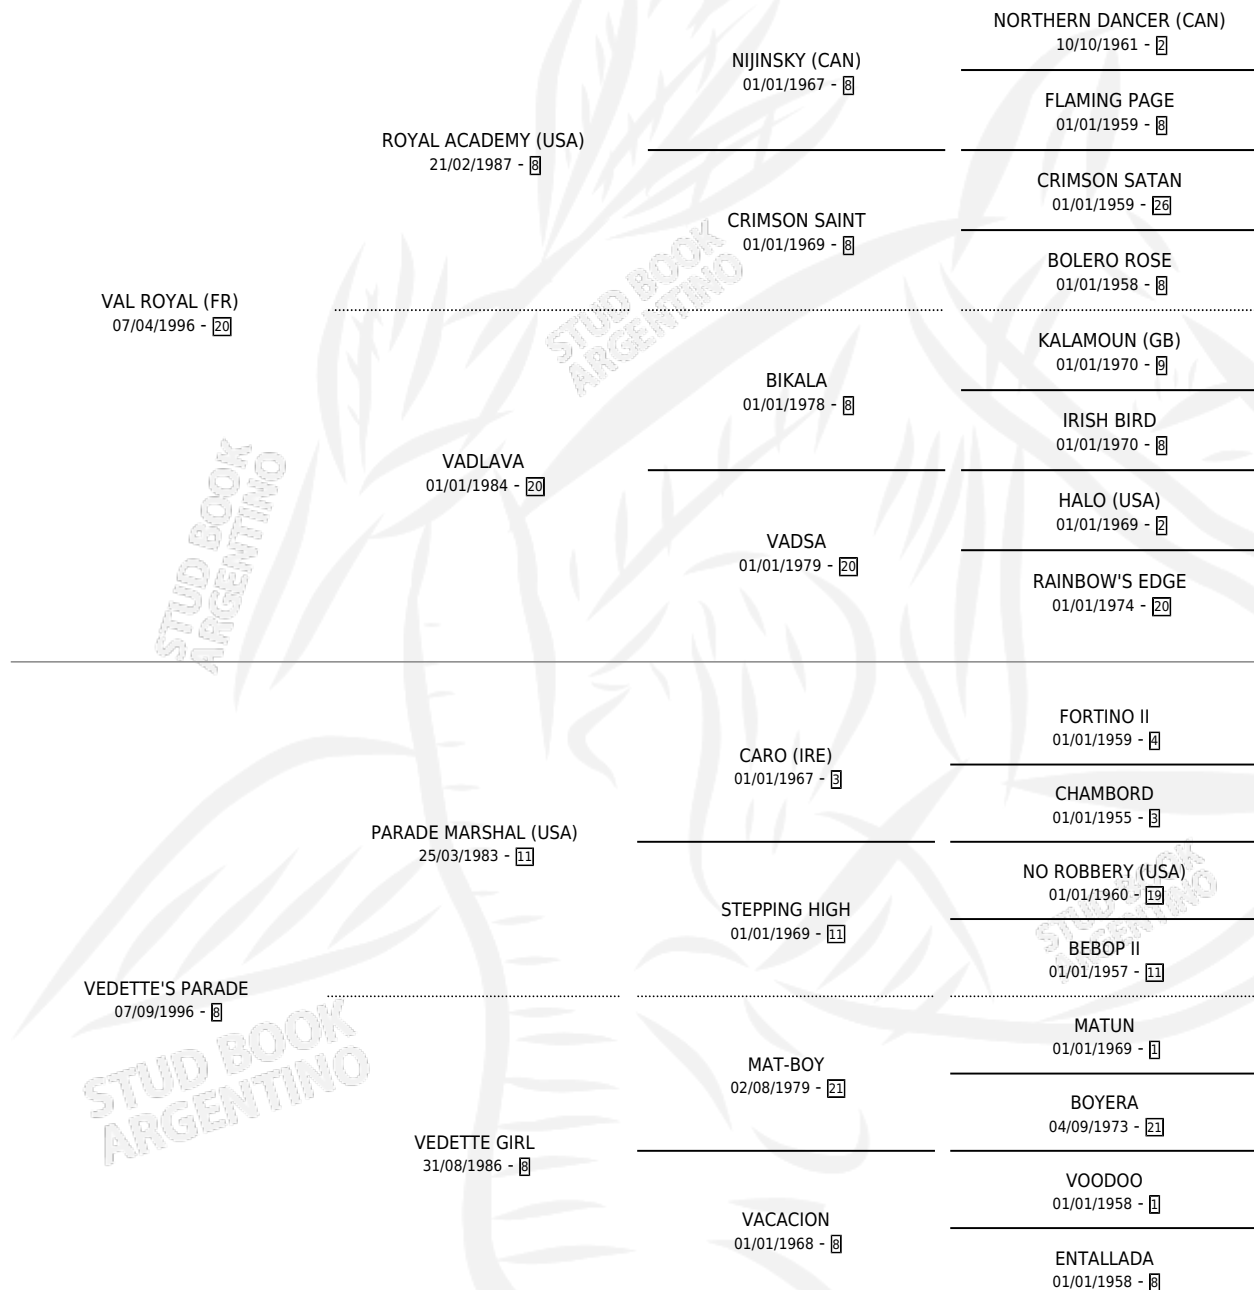 NORTHERN DANCER (CAN)
10/10/1961 - 2
NIJINSKY (CAN)
01/01/1967 - 8
FLAMING PAGE
01/01/1959 - 8
ROYAL ACADEMY (USA)
21/02/1987 - 8
CRIMSON SATAN
01/01/1959 - 26
CRIMSON SAINT
01/01/1969 - 8
BOLERO ROSE
01/01/1958 - 8
VAL ROYAL (FR)
07/04/1996 - 20
KALAMOUN (GB)
01/01/1970 - 9
BIKALA
01/01/1978 - 8
IRISH BIRD
01/01/1970 - 8
VADLAVA
01/01/1984 - 20
HALO (USA)
01/01/1969 - 2
VADSA
01/01/1979 - 20
RAINBOW'S EDGE
01/01/1974 - 20
FORTINO II
01/01/1959 - 4
CARO (IRE)
01/01/1967 - 3
CHAMBORD
01/01/1955 - 3
PARADE MARSHAL (USA)
25/03/1983 - 11
NO ROBBERY (USA)
01/01/1960 - 19
STEPPING HIGH
01/01/1969 - 11
BEBOP II
01/01/1957 - 11
VEDETTE'S PARADE
07/09/1996 - 8
MATUN
01/01/1969 - 1
MAT-BOY
02/08/1979 - 21
BOYERA
04/09/1973 - 21
VEDETTE GIRL
31/08/1986 - 8
VOODOO
01/01/1958 - 1
VACACION
01/01/1968 - 8
ENTALLADA
01/01/1958 - 8
STUD BOOK
ARGENTINO
STUD BOOK
ARGENTINO
STUD BOOK
ARGENTINO
STUD BOOK
ARGENTINO